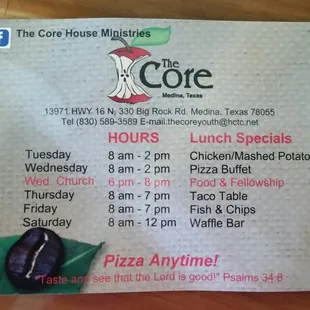 f The Core House Ministries
The
Core
Medina, Texas
13971 HWY 16 N, 330 Big Rock Rd. Medina, Texas 78055
Tel (830) 589-3589 E-mail.thecoreyouth@hctc.net
HOURS Lunch Specials
Tuesday 8 am - 2 pm Chicken/Mashed Potato
Wednesday 8 am - 2 pm Pizza Buffet
Wed. Church 6 pm - 8 pm Food & Fellowship
Thursday 8 am - 7 pm Taco Table
Friday 8 am - 7 pm Fish & Chips
Saturday 8 am - 12 pm Waffle Bar
Pizza Anytime!
"Taste and see that the Lord is good!" Psalms 34:8